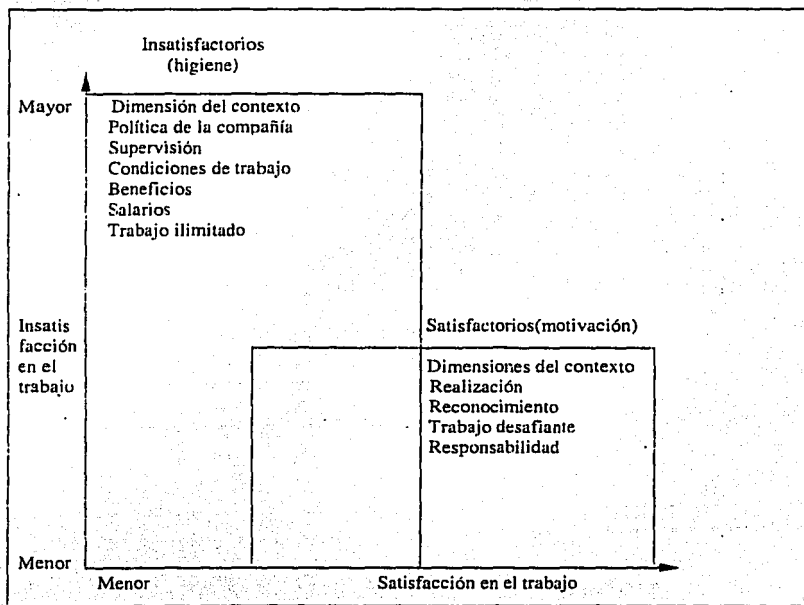 Insatisfactorios
(higiene)
Mayor
Dimensión del contexto
Política de la compañía
Supervisión
Condiciones de trabajo
Beneficios
Salarios
Trabajo ilimitado
Insatis
facción
en el
trabajo
Satisfactorios(motivación)
Dimensiones del contexto
Realización
Reconocimiento
Trabajo desafiante
Responsabilidad
Menor
Menor
Satisfacción en el trabajo